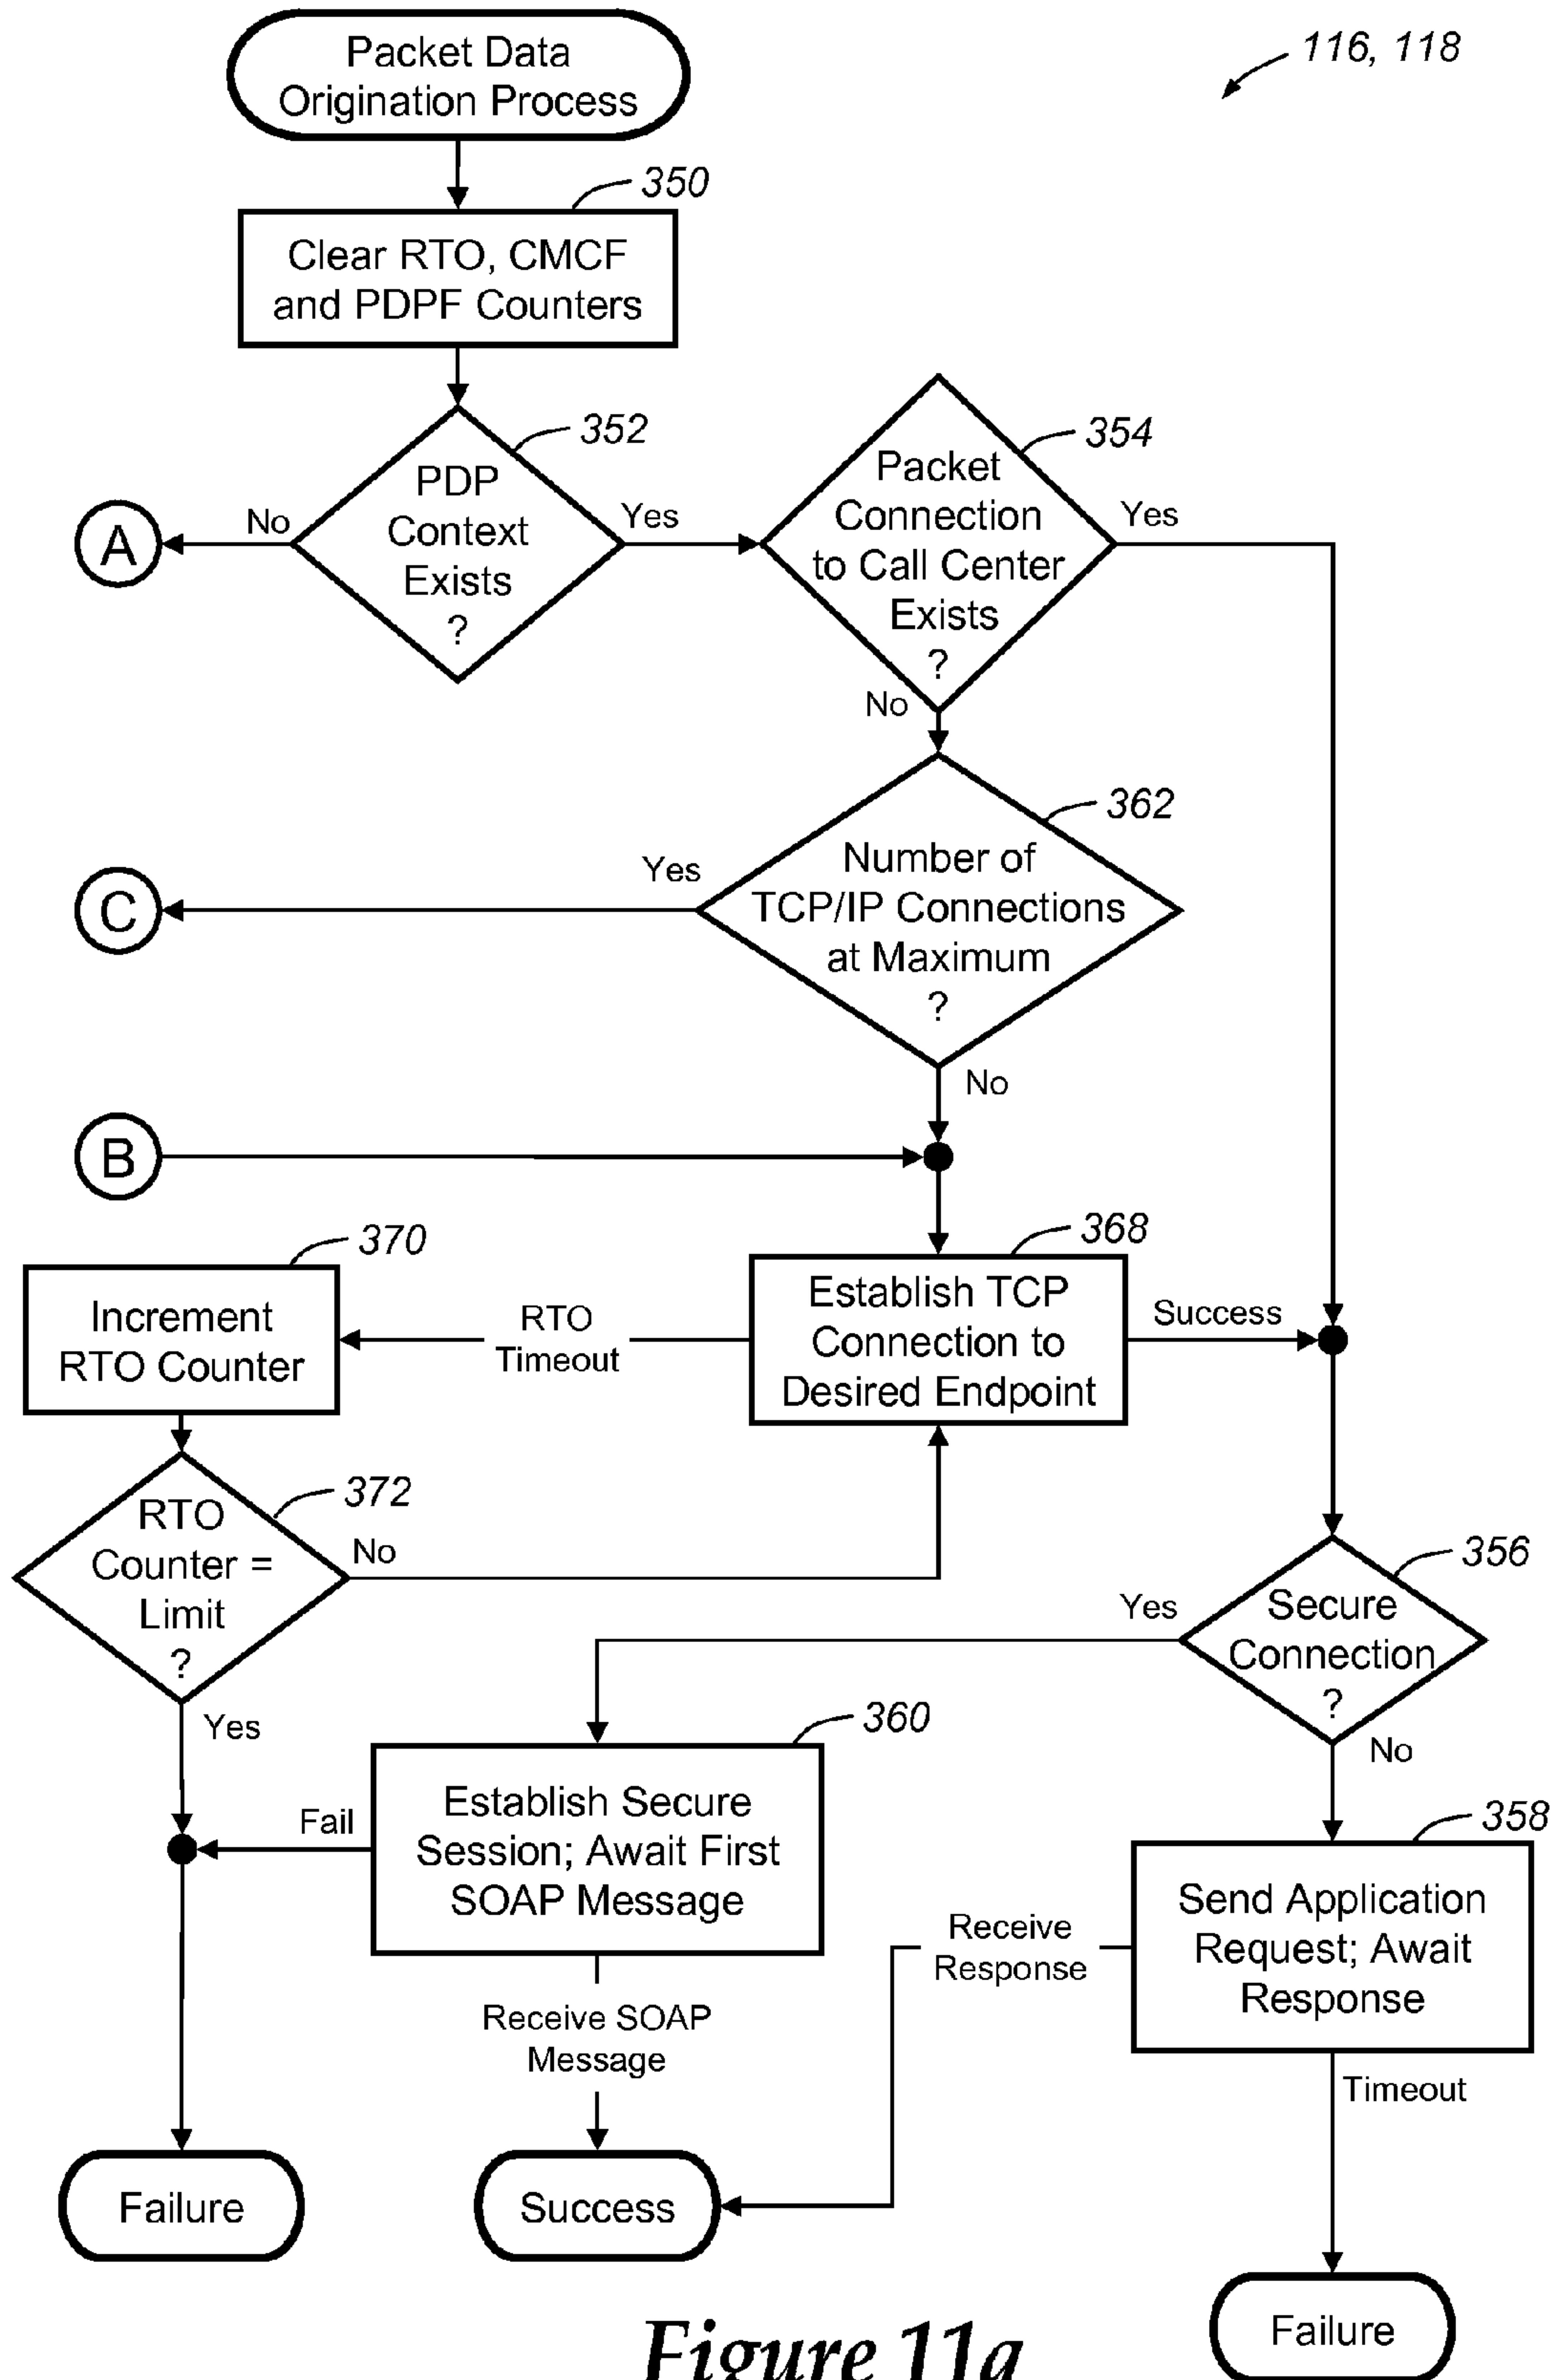 Packet Data
Origination Process
116, 118
350
Clear RTO, CMCF
and PDPF Counters
352
PDP
Context
Exists
?
No
Yes
A
354
Packet
Connection
to Call Center
Exists
?
Yes
No
362
Number of
TCP/IP Connections
at Maximum
?
Yes
C
No
B
368
Establish TCP
Connection to
Desired Endpoint
RTO
Timeout
Success
370
Increment
RTO Counter
372
RTO
Counter =
Limit
?
No
Yes
356
Secure
Connection
?
Yes
No
360
Establish Secure
Session; Await First
SOAP Message
Fail
Receive SOAP
Message
358
Send Application
Request; Await
Response
Receive
Response
Timeout
Failure
Success
Failure
Figure 11a